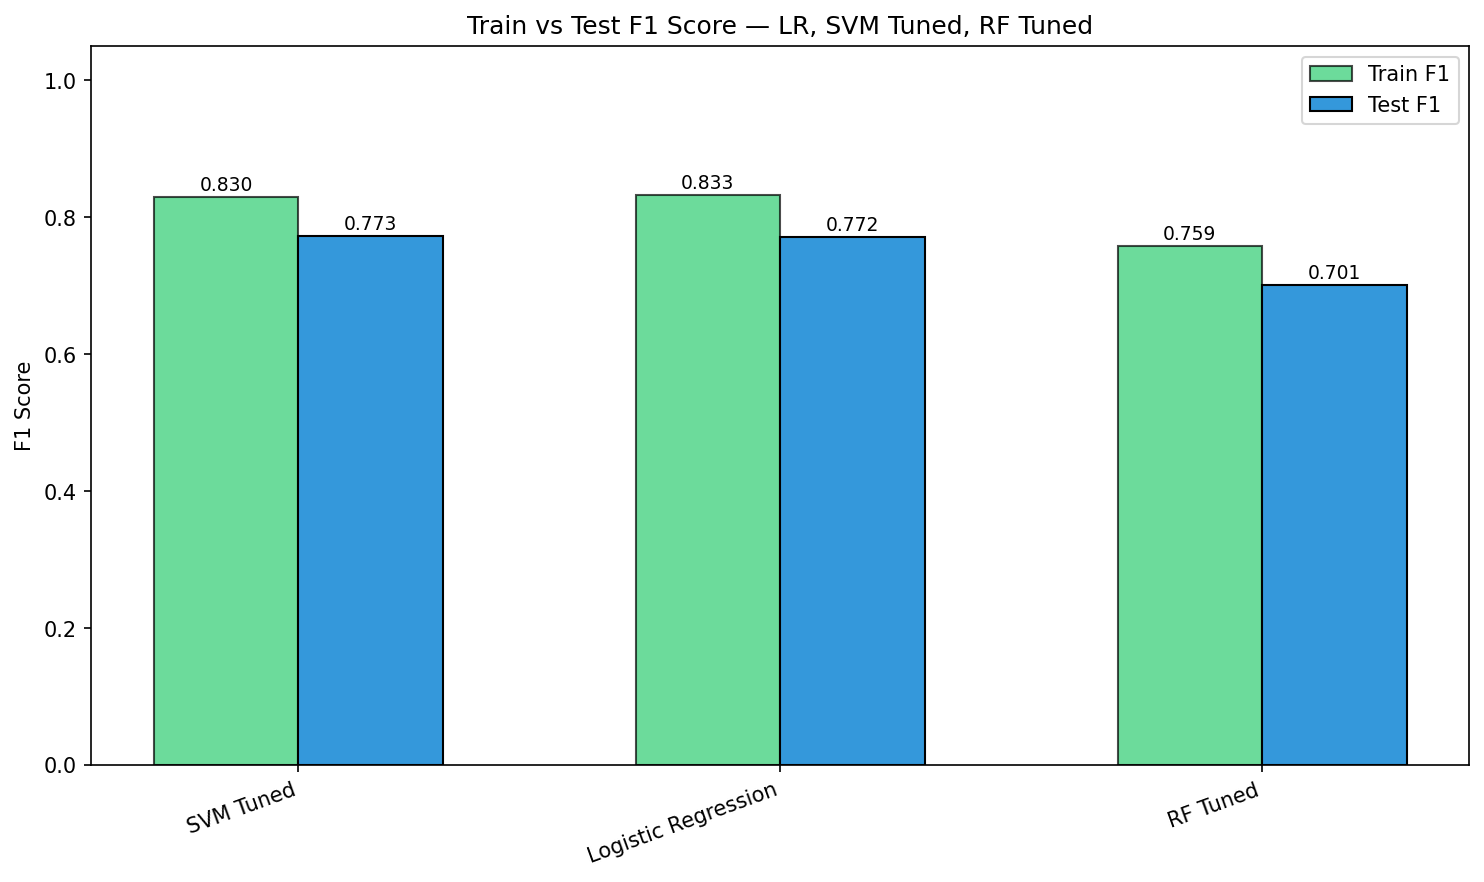 Train vs Test F1 Score — LR, SVM Tuned, RF Tuned
Train F1
Test F1
F1 Score
1.0
0.8
0.6
0.4
0.2
0.0
0.830
0.773
0.833
0.772
0.759
0.701
SVM Tuned
Logistic Regression
RF Tuned